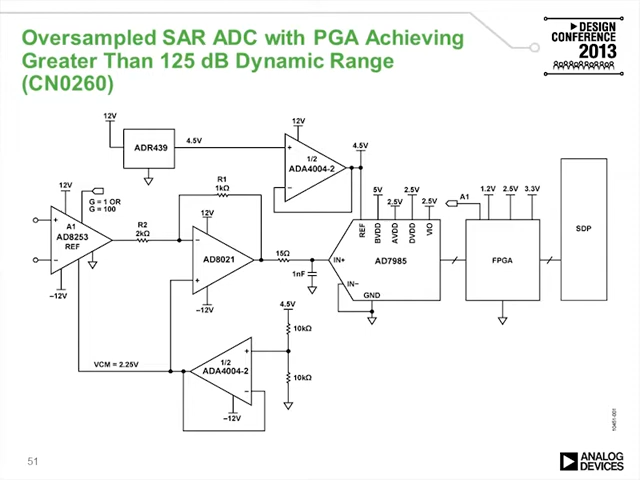 Oversampled SAR ADC with PGA Achieving
Greater Than 125 dB Dynamic Range
(CN0260)
DESIGN
CONFERENCE
2013
12V
ADR439
4.5V
12V
1/2
ADA4004-2
4.5V
12V
G = 1 OR
G = 100
A1
AD8253
REF
–12V
R1
1kΩ
R2
2kΩ
12V
AD8021
–12V
15Ω
1nF
5V
2.5V
2.5V
2.5V
REF
BVDD
AVDD
DVDD
VIO
IN+
AD7985
IN–
GND
A1
1.2V
2.5V
3.3V
FPGA
SDP
VCM = 2.25V
1/2
ADA4004-2
–12V
4.5V
10kΩ
10kΩ
10451-001
51
ANALOG
DEVICES